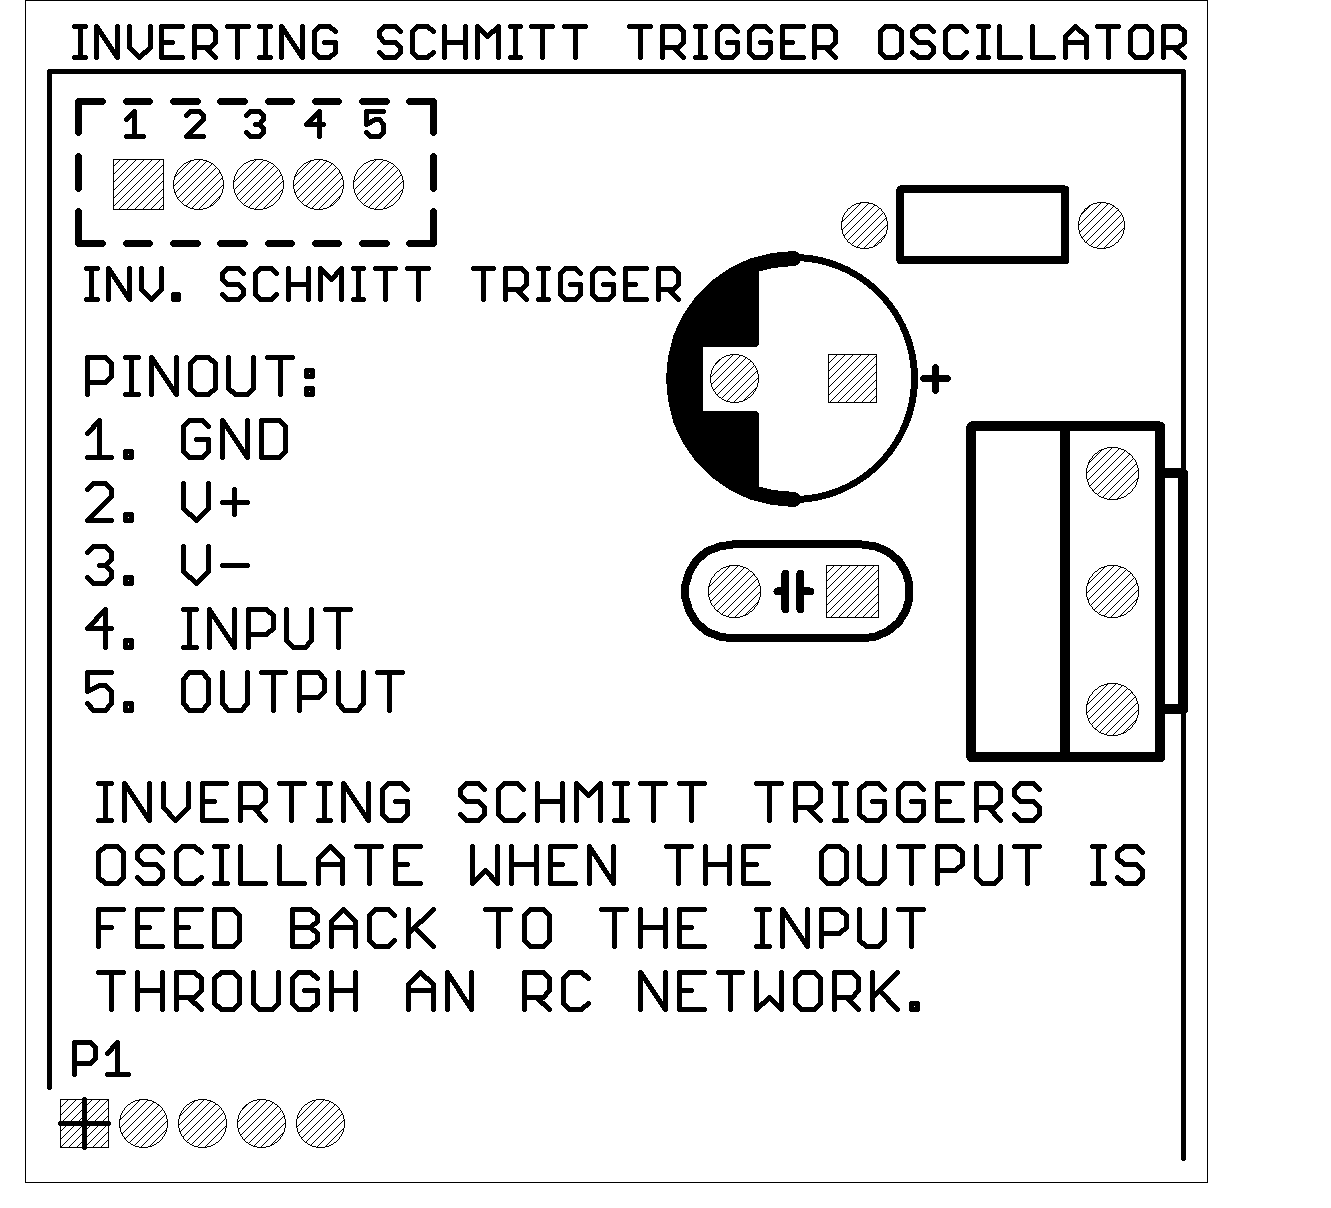 INVERTING SCHMITT TRIGGER OSCILLATOR
1 2 3 4 5
INV. SCHMITT TRIGGER
+
PINOUT:
1. GND
2. V+
3. V-
4. INPUT
5. OUTPUT
INVERTING SCHMITT TRIGGERS
OSCILLATE WHEN THE OUTPUT IS
FEED BACK TO THE INPUT
THROUGH AN RC NETWORK.
P1